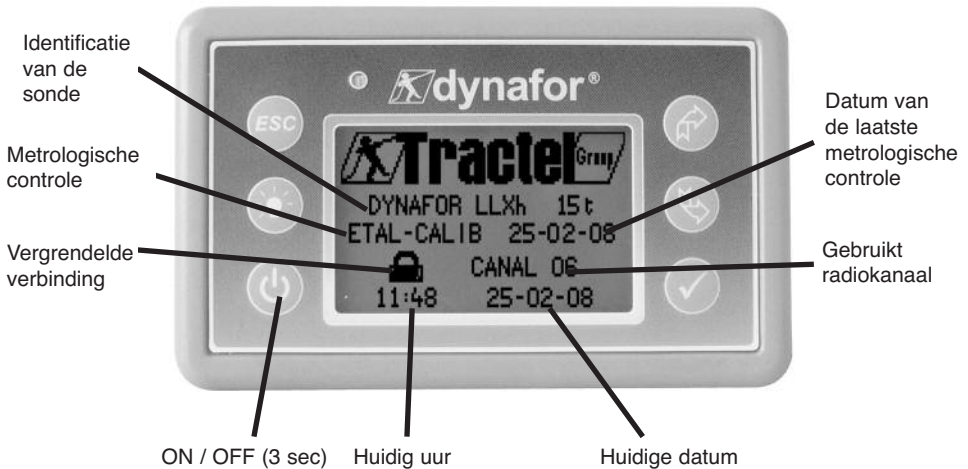 Identificatie
van de
sonde
Metrologische
controle
Vergrendelde
verbinding
dynafor®
ESC
Tractel Group
DYNAFOR LLXh 15t
ETAL-CALIB 25-02-08
CANAL 06
11:48 25-02-08
Datum van
de laatste
metrologische
controle
Gebruikt
radiokanaal
ON / OFF (3 sec)
Huidig uur
Huidige datum